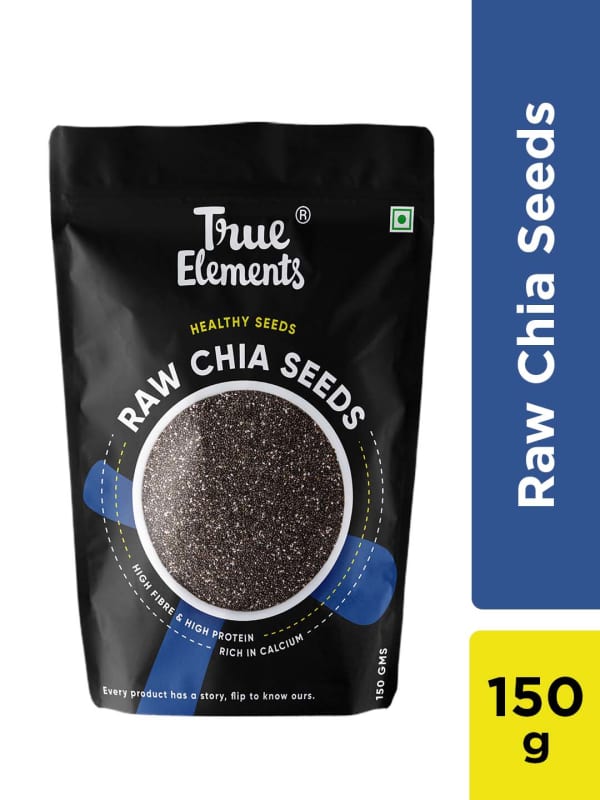 True ®
Elements
HEALTHY SEEDS
RAW CHIA SEEDS
HIGH FIBRE & HIGH PROTEIN
RICH IN CALCIUM
Every product has a story, flip to know ours.
150 GMS
Raw Chia Seeds
150
g